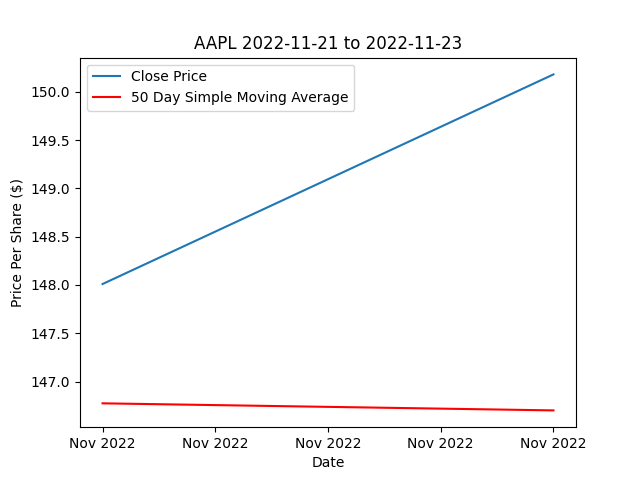 AAPL 2022-11-21 to 2022-11-23
Close Price
50 Day Simple Moving Average
Price Per Share ($)
150.0
149.5
149.0
148.5
148.0
147.5
147.0
Nov 2022 Nov 2022 Nov 2022 Nov 2022 Nov 2022
Date